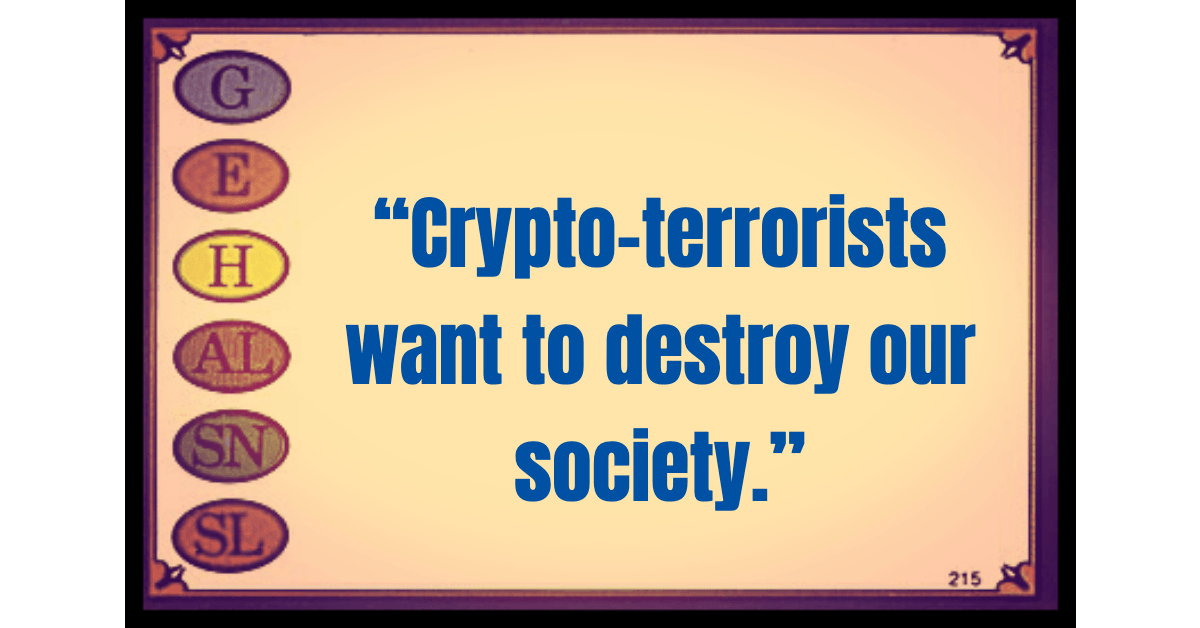 G
E
H
AL
SN
SL
“Crypto-terrorists
want to destroy our
society.”
215